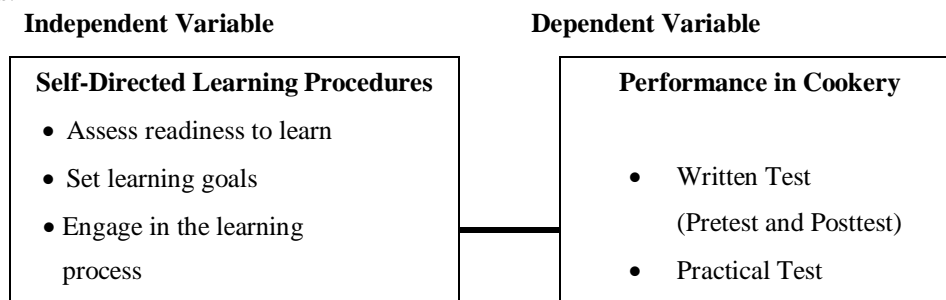 Independent Variable
Dependent Variable
Self-Directed Learning Procedures
• Assess readiness to learn
• Set learning goals
• Engage in the learning
process
Performance in Cookery
• Written Test
(Pretest and Posttest)
• Practical Test